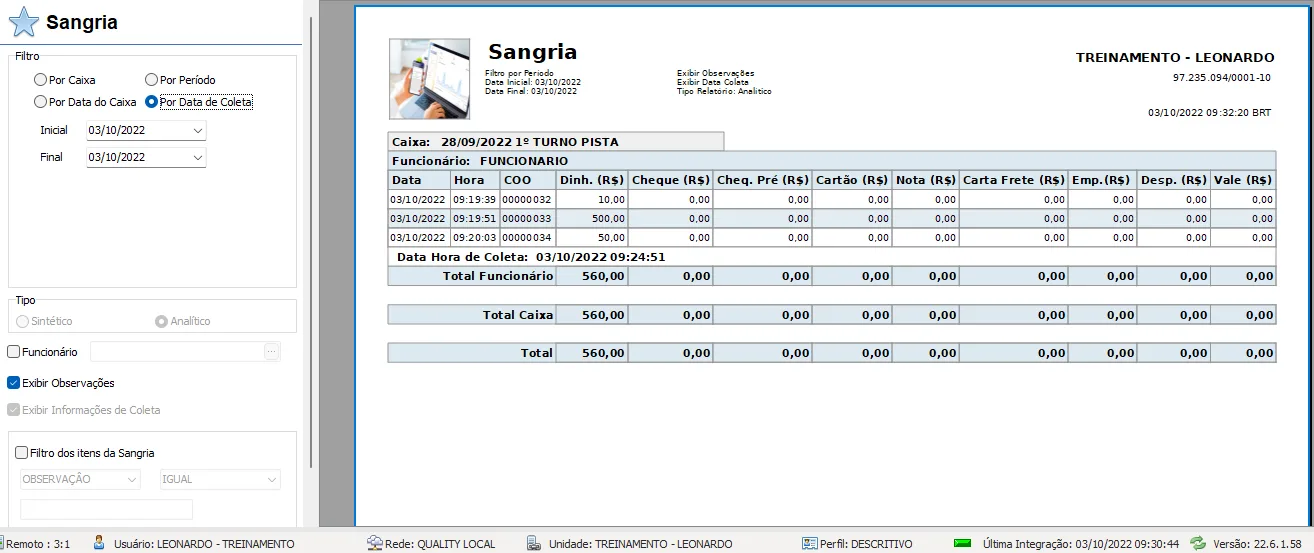 Sangria
Filtro
Por Caixa Por Período
Por Data do Caixa Por Data de Coleta
Inicial 03/10/2022
Final 03/10/2022
Tipo
Sintético Analítico
Funcionário ...
Exibir Observações
Exibir Informações de Coleta
Filtro dos itens da Sangria
OBSERVAÇÃO IGUAL
Sangria
Filtro por Periodo Exibir Observações
Data Inicial: 03/10/2022 Exibir Data Coleta
Data Final: 03/10/2022 Tipo Relatório: Analitico
TREINAMENTO - LEONARDO
97.235.094/0001-10
03/10/2022 09:32:20 BRT
Caixa: 28/09/2022 1º TURNO PISTA
Funcionário: FUNCIONARIO
Data Hora COO Dinh. (R$) Cheque (R$) Cheq. Pré (R$) Cartão (R$) Nota (R$) Carta Frete (R$) Emp.(R$) Desp. (R$) Vale (R$)
03/10/2022 09:19:39 00000032 10,00 0,00 0,00 0,00 0,00 0,00 0,00 0,00 0,00
03/10/2022 09:19:51 00000033 500,00 0,00 0,00 0,00 0,00 0,00 0,00 0,00 0,00
03/10/2022 09:20:03 00000034 50,00 0,00 0,00 0,00 0,00 0,00 0,00 0,00 0,00
Data Hora de Coleta: 03/10/2022 09:24:51
Total Funcionário 560,00 0,00 0,00 0,00 0,00 0,00 0,00 0,00 0,00
Total Caixa 560,00 0,00 0,00 0,00 0,00 0,00 0,00 0,00 0,00
Total 560,00 0,00 0,00 0,00 0,00 0,00 0,00 0,00 0,00
Remoto : 3:1 Usuário: LEONARDO - TREINAMENTO Rede: QUALITY LOCAL Unidade: TREINAMENTO - LEONARDO Perfil: DESCRITIVO Última Integração: 03/10/2022 09:30:44 Versão: 22.6.1.58